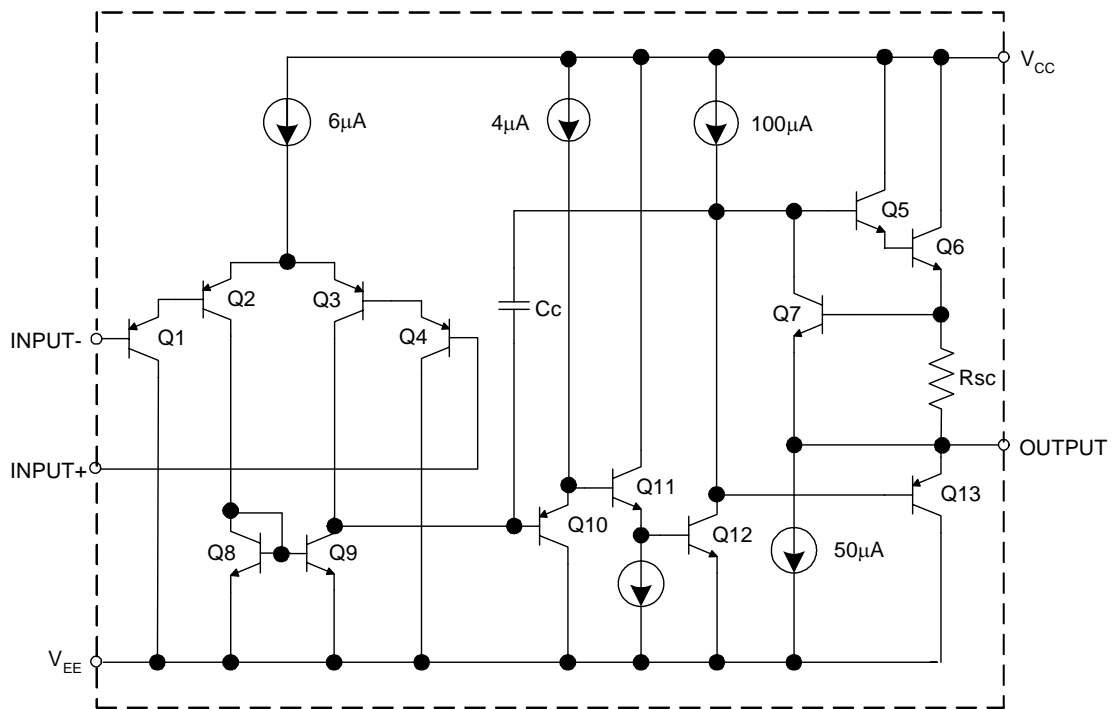 V_CC
6µA
4µA
100µA
Q5
Q6
Q2
Q3
Cc
Q7
INPUT-
Q1
Q4
Rsc
OUTPUT
INPUT+
Q11
Q13
Q10
Q12
Q8
Q9
50µA
V_EE